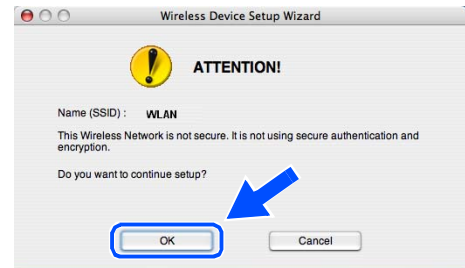 Wireless Device Setup Wizard
ATTENTION!
Name (SSID) : WLAN
This Wireless Network is not secure. It is not using secure authentication and
encryption.
Do you want to continue setup?
OK Cancel